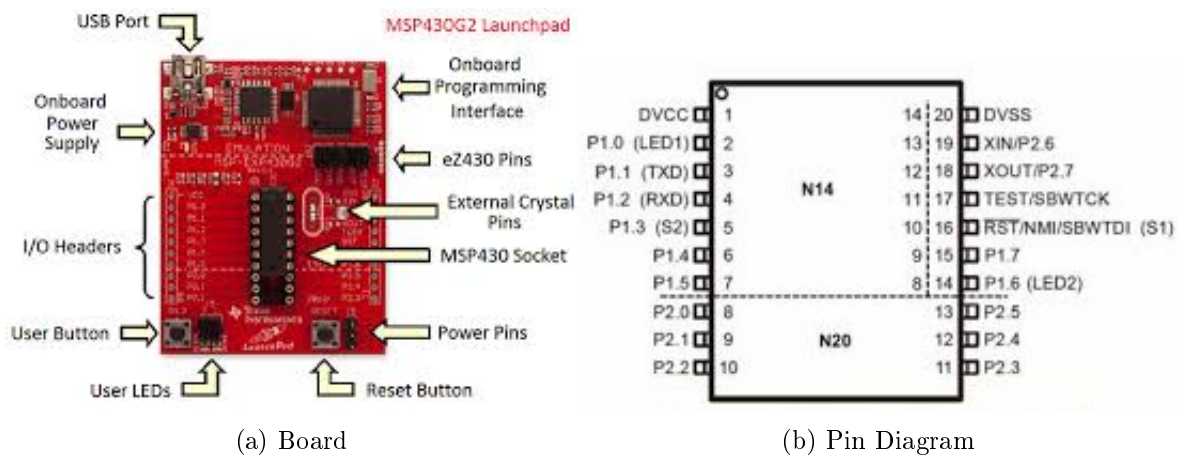 USB Port
MSP430G2 Launchpad
Onboard
Programming
Interface
Onboard
Power
Supply
EMULATION
eZ430 Pins
External Crystal
Pins
I/O Headers
MSP430 Socket
User Button
Power Pins
User LEDs
Reset Button
RESET
Texas
Instruments
LaunchPad
(a) Board
DVCC 1
P1.0 (LED1) 2
P1.1 (TXD) 3
P1.2 (RXD) 4
P1.3 (S2) 5
P1.4 6
P1.5 7
P2.0 8
P2.1 9
P2.2 10
N14
N20
14 20 DVSS
13 19 XIN/P2.6
12 18 XOUT/P2.7
11 17 TEST/SBWTCK
10 16 RST/NMI/SBWTDI (S1)
9 15 P1.7
8 14 P1.6 (LED2)
13 P2.5
12 P2.4
11 P2.3
(b) Pin Diagram